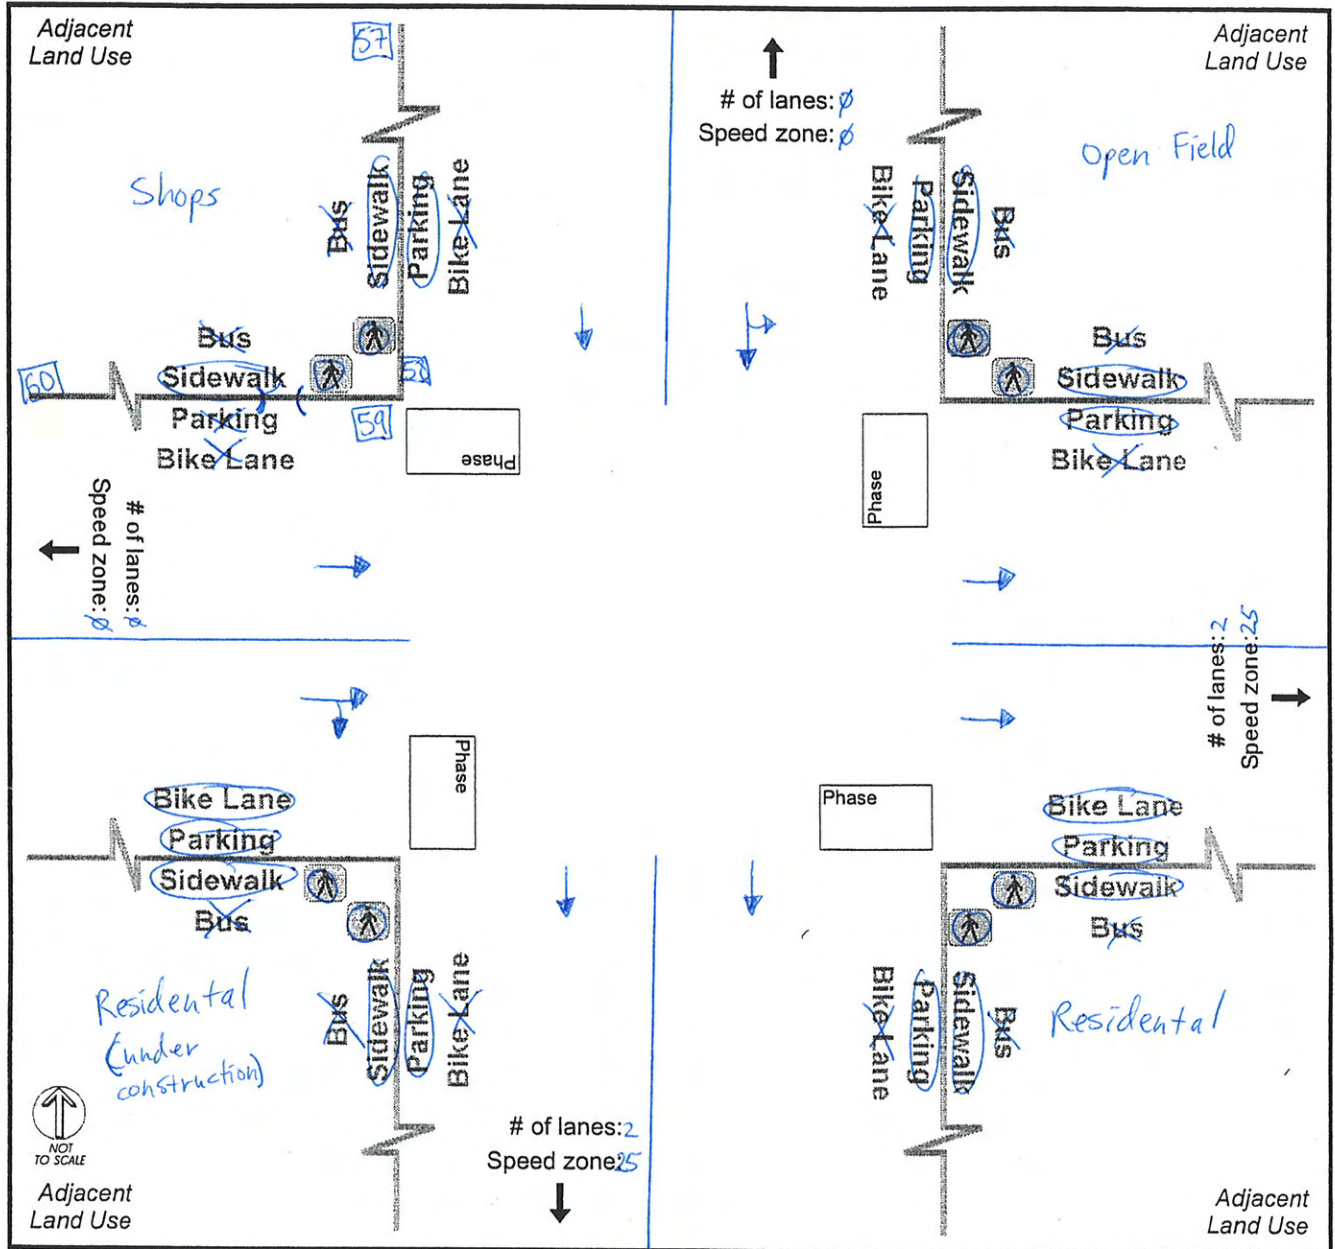 Adjacent
Land Use
57
# of lanes: ø
Speed zone: ø
Adjacent
Land Use
Shops
Bus
Sidewalk
Parking
Bike Lane
Bike Lane
Parking
Sidewalk
Bus
Open Field
Bus
Sidewalk
Parking
Bike Lane
60
58
59
Phase
Phase
Bus
Sidewalk
Parking
Bike Lane
# of lanes: ø
Speed zone: ø
# of lanes: 2
Speed zone: 25
Bike Lane
Parking
Sidewalk
Bus
Phase
Phase
Bike Lane
Parking
Sidewalk
Bus
Residental
(under
construction)
Bus
Sidewalk
Parking
Bike Lane
Bike Lane
Parking
Sidewalk
Bus
Residental
NOT
TO SCALE
Adjacent
Land Use
# of lanes: 2
Speed zone: 25
Adjacent
Land Use